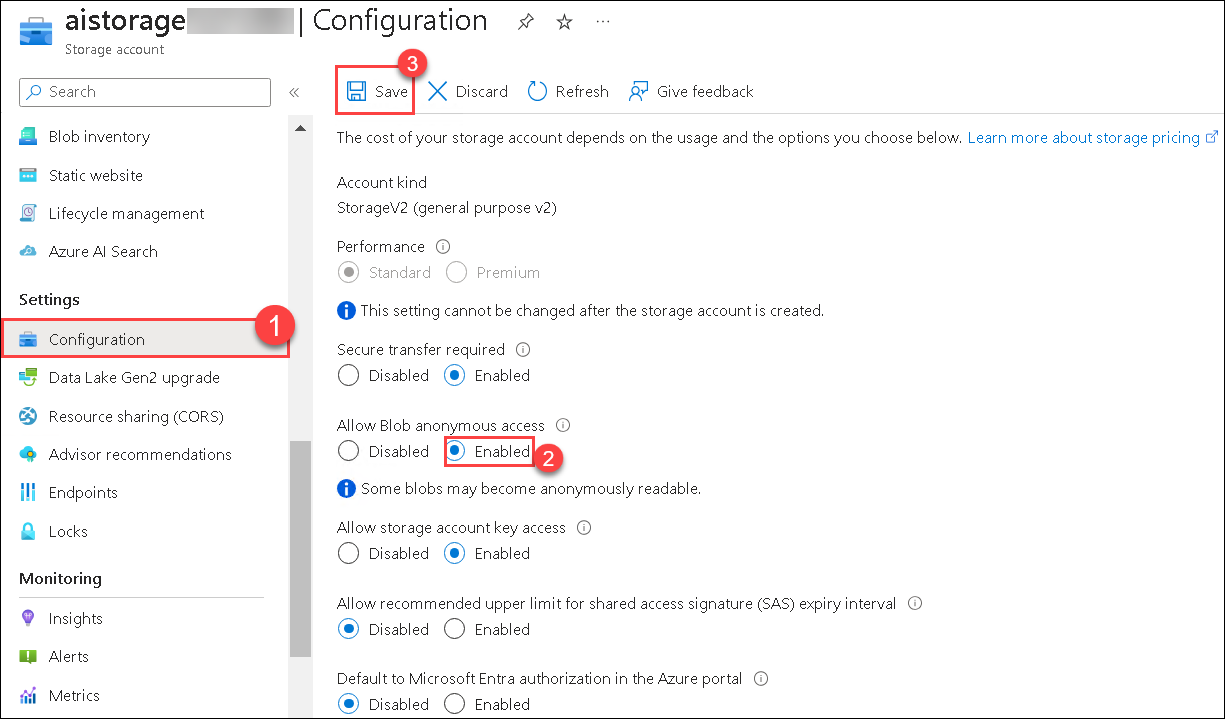 aistorage | Configuration
Storage account
Search
Blob inventory
Static website
Lifecycle management
Azure AI Search
Settings
Configuration
1
Data Lake Gen2 upgrade
Resource sharing (CORS)
Advisor recommendations
Endpoints
Locks
Monitoring
Insights
Alerts
Metrics
3
Save Discard Refresh Give feedback
The cost of your storage account depends on the usage and the options you choose below. Learn more about storage pricing
Account kind
StorageV2 (general purpose v2)
Performance
Standard Premium
This setting cannot be changed after the storage account is created.
Secure transfer required
Disabled Enabled
Allow Blob anonymous access
Disabled Enabled 2
Some blobs may become anonymously readable.
Allow storage account key access
Disabled Enabled
Allow recommended upper limit for shared access signature (SAS) expiry interval
Disabled Enabled
Default to Microsoft Entra authorization in the Azure portal
Disabled Enabled